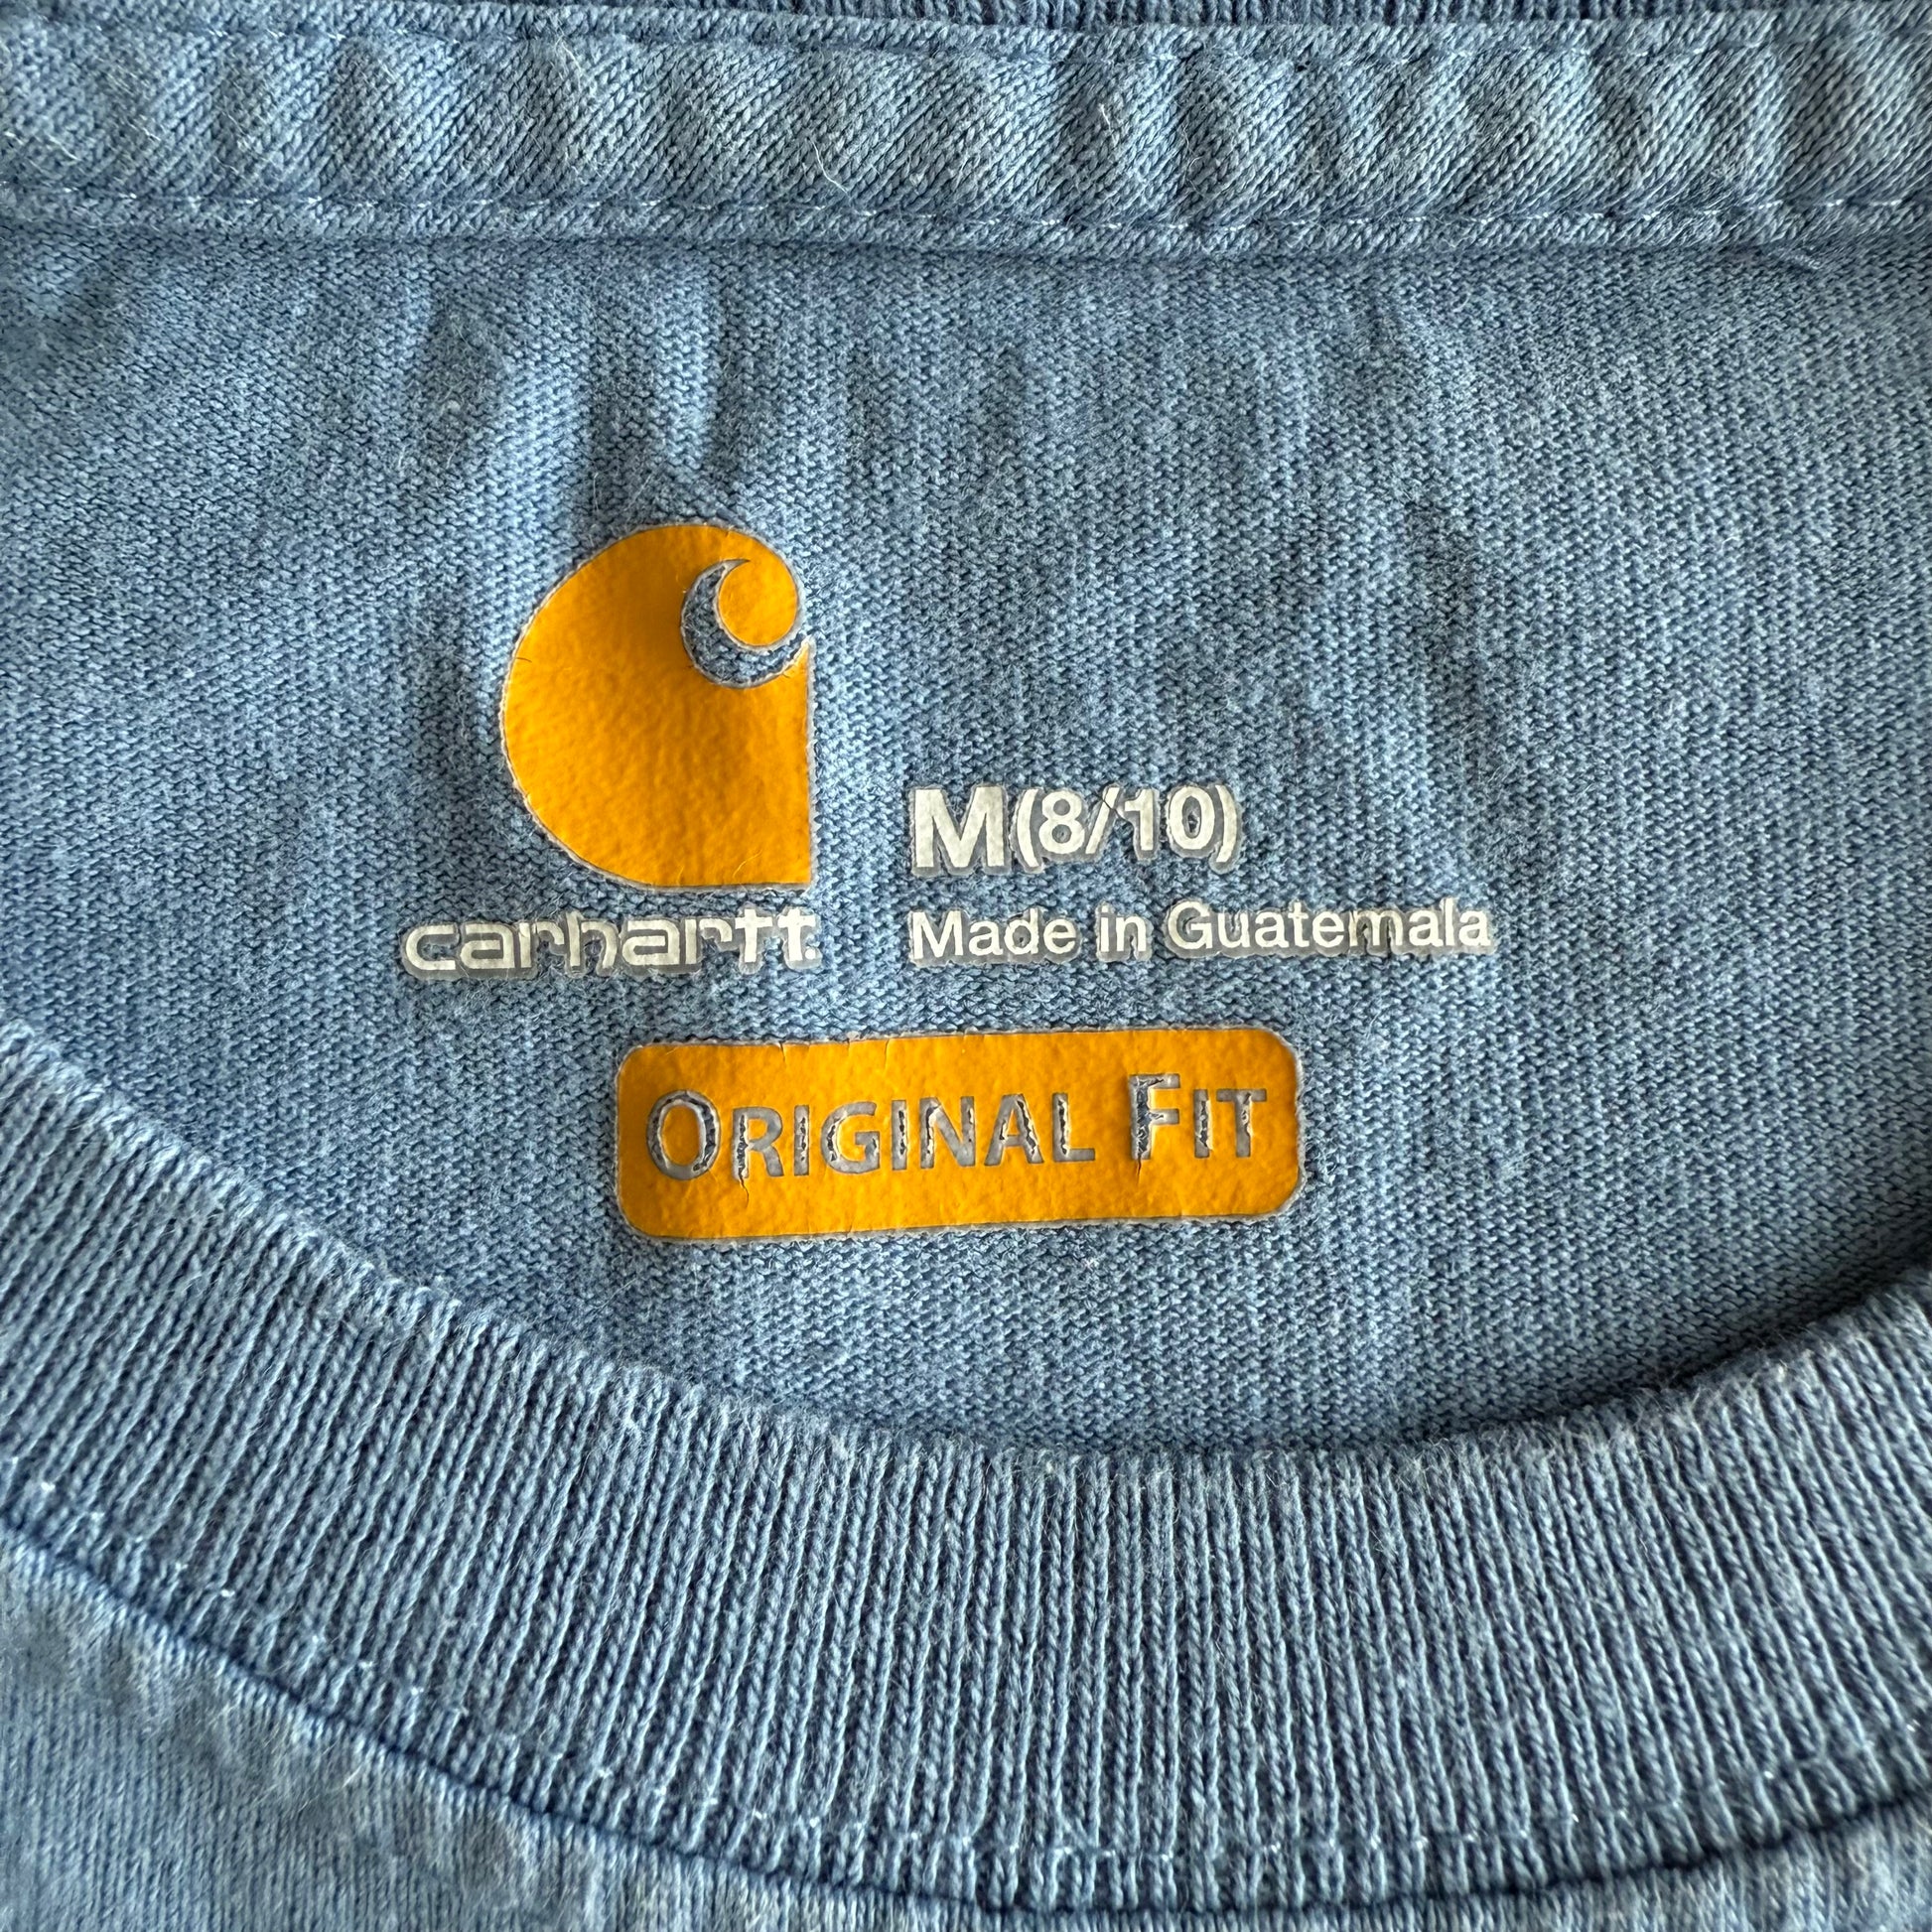 carhartt.
M(8/10)
Made in Guatemala
ORIGINAL FIT